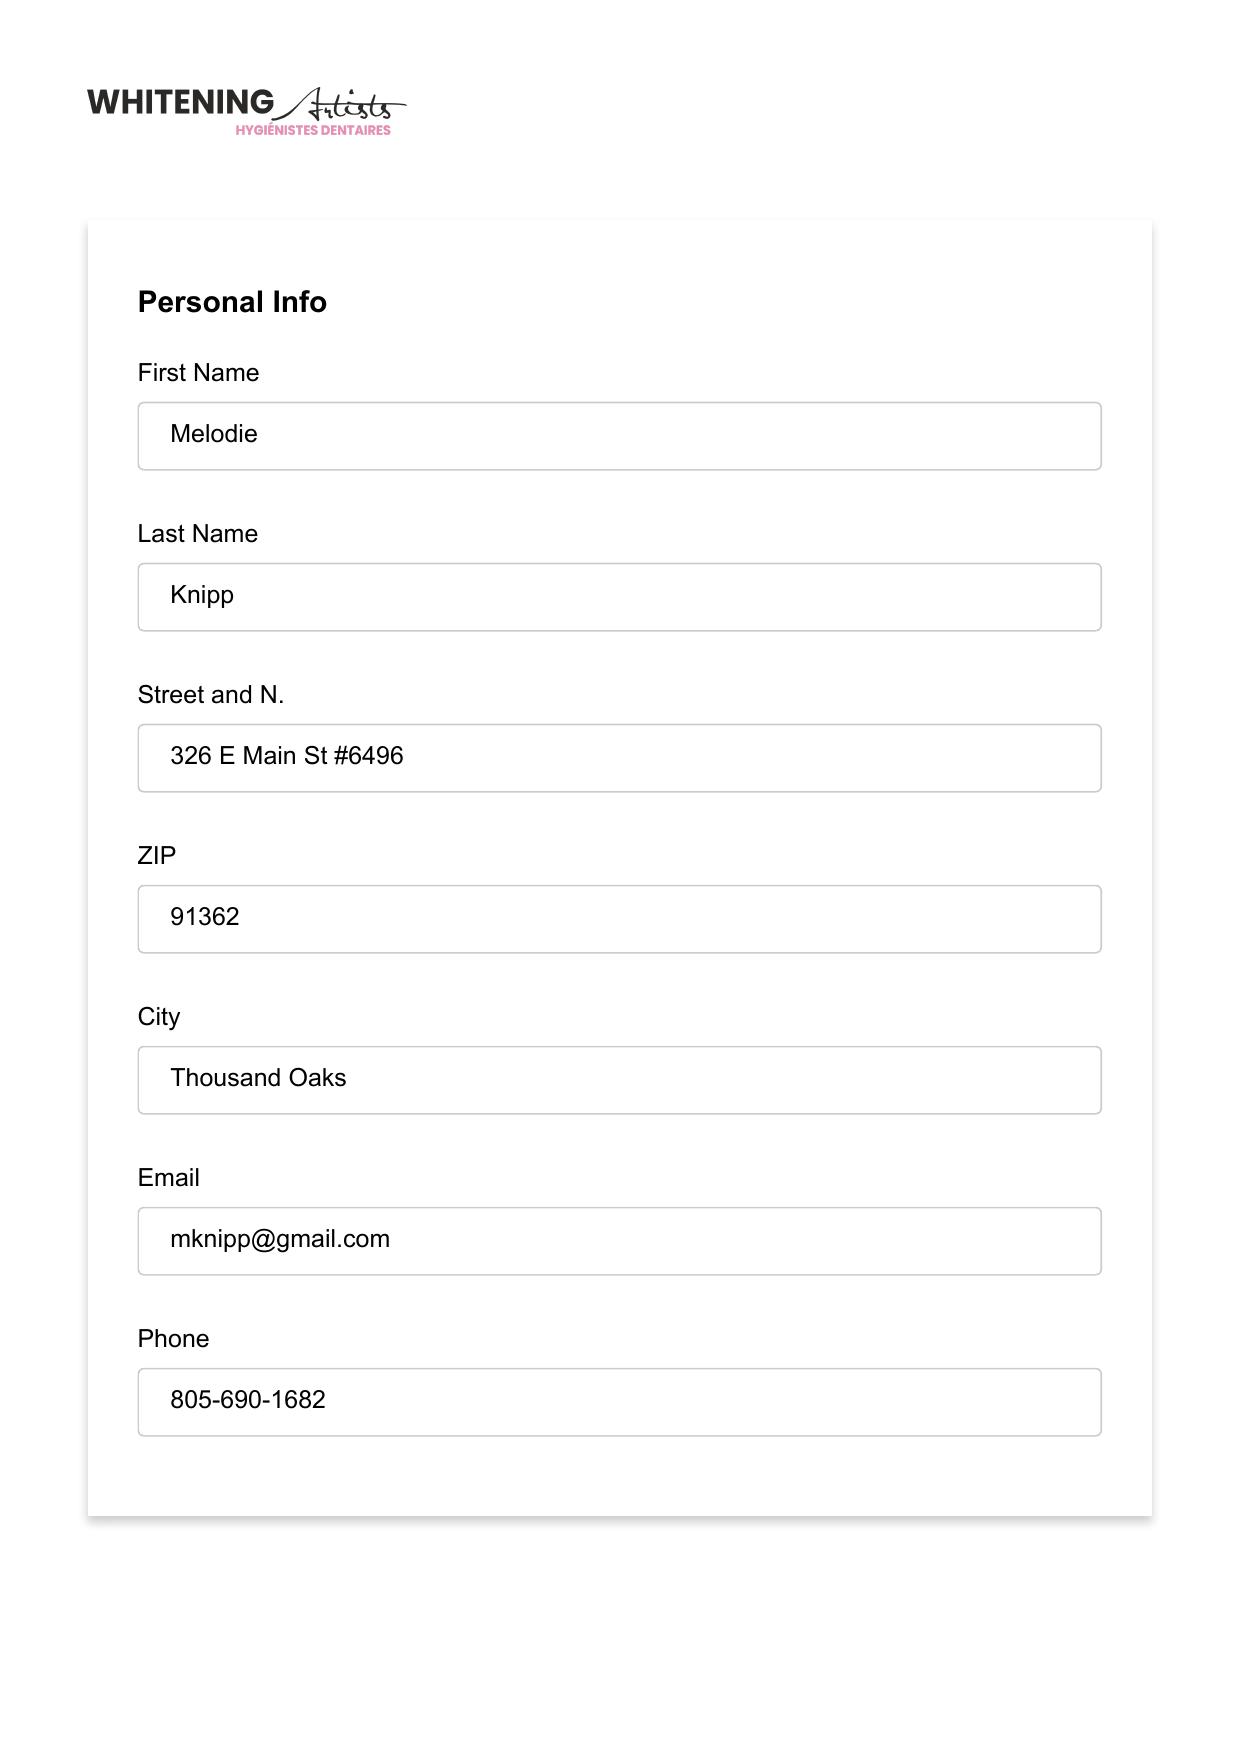 WHITENING Artists
HYGIÉNISTES DENTAIRES
Personal Info
First Name
Melodie
Last Name
Knipp
Street and N.
326 E Main St #6496
ZIP
91362
City
Thousand Oaks
Email
mknipp@gmail.com
Phone
805-690-1682